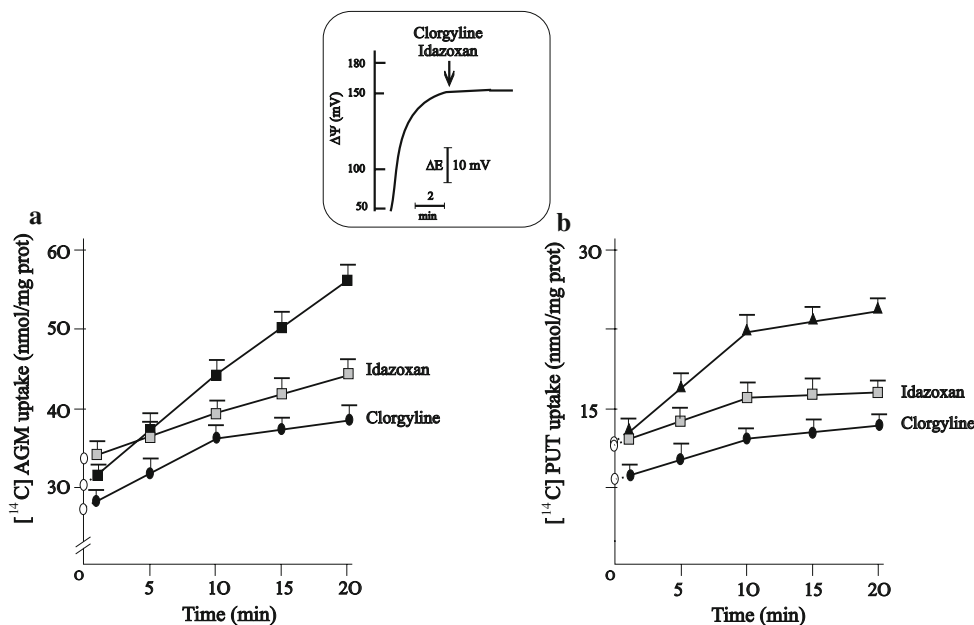 Clorgyline
Idazoxan
180
150
100
50
ΔΨ (mV)
ΔE 10 mV
2
min
a
60
50
40
30
0
[¹⁴C] AGM uptake (nmol/mg prot)
Idazoxan
Clorgyline
5 10 15 20
Time (min)
b
30
15
0
[¹⁴C] PUT uptake (nmol/mg prot)
Idazoxan
Clorgyline
5 10 15 20
Time (min)